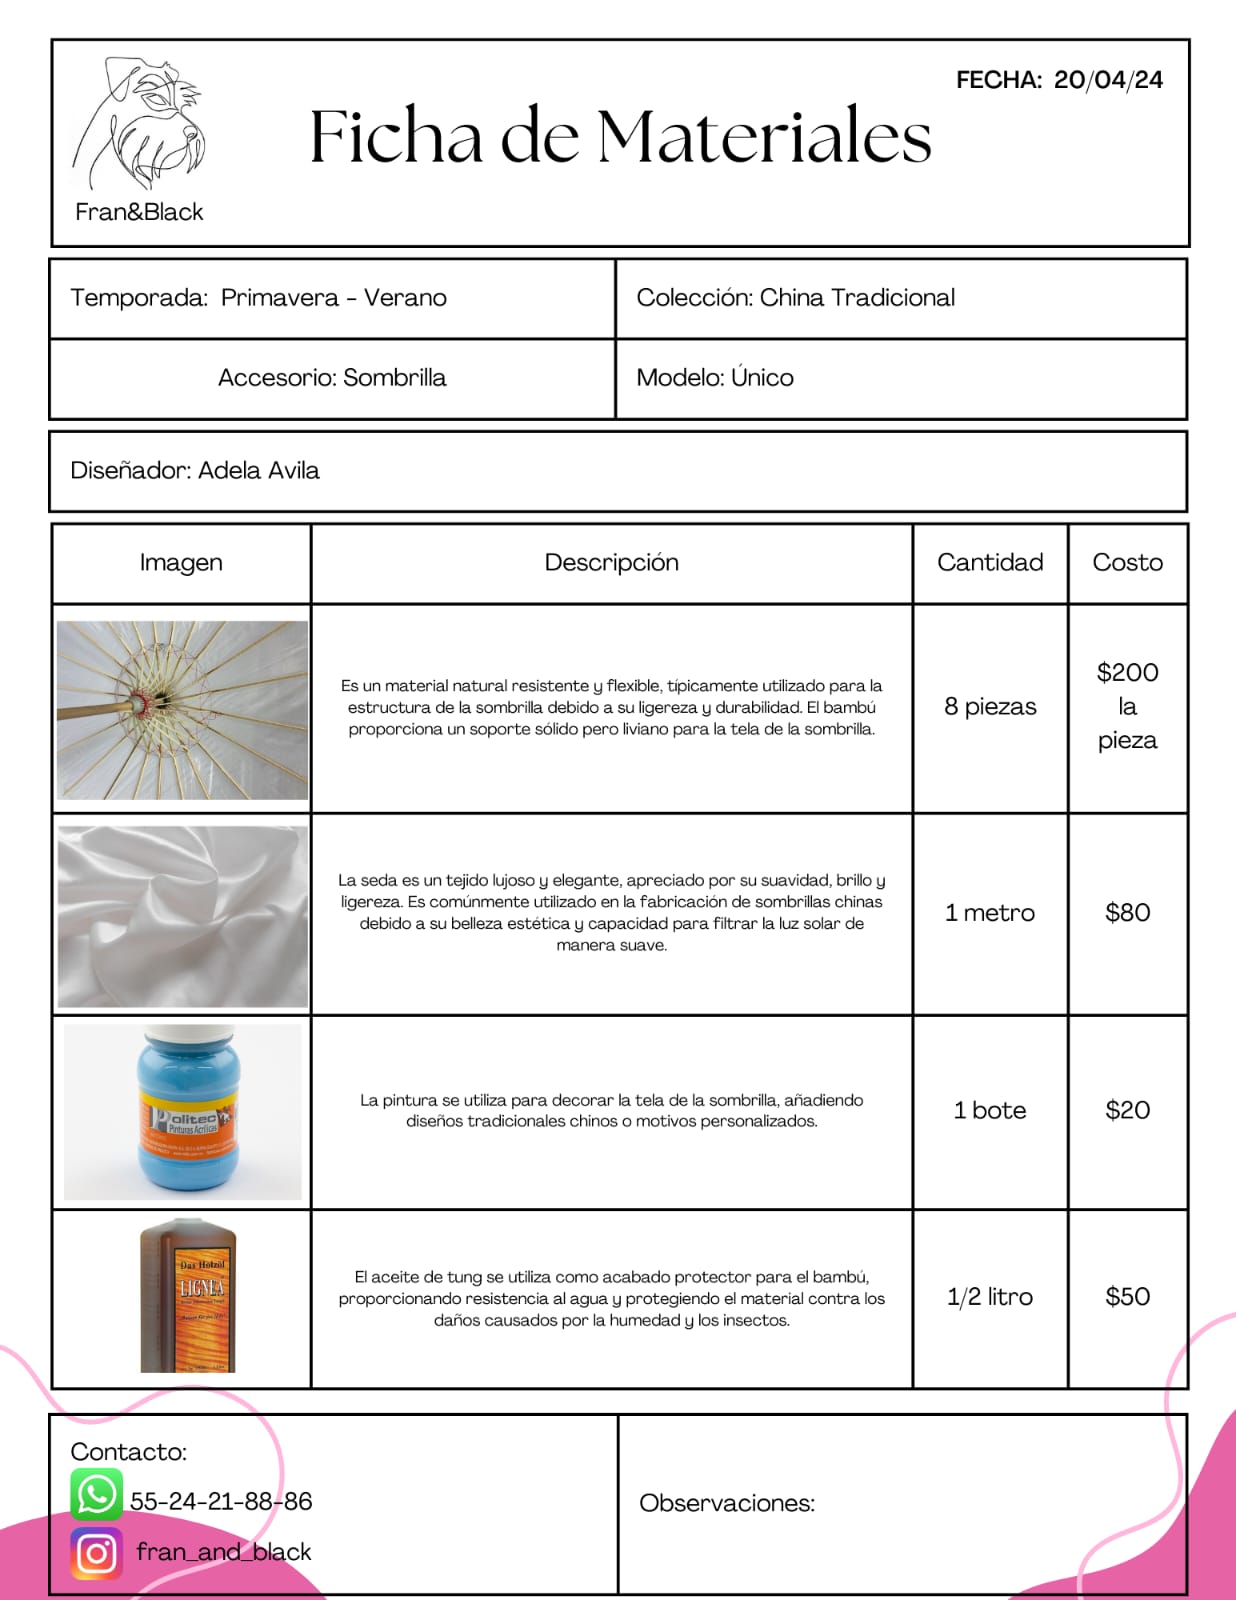 FECHA: 20/04/24
Ficha de Materiales
Fran&Black
Temporada: Primavera - Verano
Colección: China Tradicional
Accesorio: Sombrilla
Modelo: Único
Diseñador: Adela Avila
Imagen
Descripción
Cantidad
Costo
Es un material natural resistente y flexible, típicamente utilizado para la
estructura de la sombrilla debido a su ligereza y durabilidad. El bambú
proporciona un soporte sólido pero liviano para la tela de la sombrilla.
8 piezas
$200
la
pieza
La seda es un tejido lujoso y elegante, apreciado por su suavidad, brillo y
ligereza. Es comúnmente utilizado en la fabricación de sombrillas chinas
debido a su belleza estética y capacidad para filtrar la luz solar de
manera suave.
1 metro
$80
Politec
Pinturas Acrílicas
La pintura se utiliza para decorar la tela de la sombrilla, añadiendo
diseños tradicionales chinos o motivos personalizados.
1 bote
$20
Das Holzöl
LIGNEA
El aceite de tung se utiliza como acabado protector para el bambú,
proporcionando resistencia al agua y protegiendo el material contra los
daños causados por la humedad y los insectos.
1/2 litro
$50
Contacto:
55-24-21-88-86
fran_and_black
Observaciones: